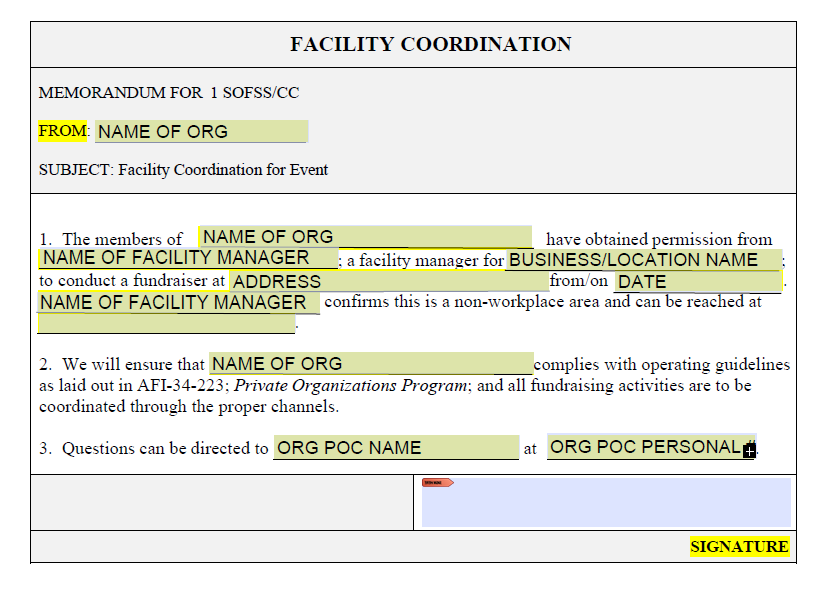 FACILITY COORDINATION
MEMORANDUM FOR 1 SOFSS/CC
FROM: NAME OF ORG
SUBJECT: Facility Coordination for Event
1. The members of NAME OF ORG have obtained permission from
NAME OF FACILITY MANAGER ; a facility manager for BUSINESS/LOCATION NAME ;
to conduct a fundraiser at ADDRESS from/on DATE .
NAME OF FACILITY MANAGER confirms this is a non-workplace area and can be reached at
.
2. We will ensure that NAME OF ORG complies with operating guidelines
as laid out in AFI-34-223; Private Organizations Program; and all fundraising activities are to be
coordinated through the proper channels.
3. Questions can be directed to ORG POC NAME at ORG POC PERSONAL # .
SIGNATURE